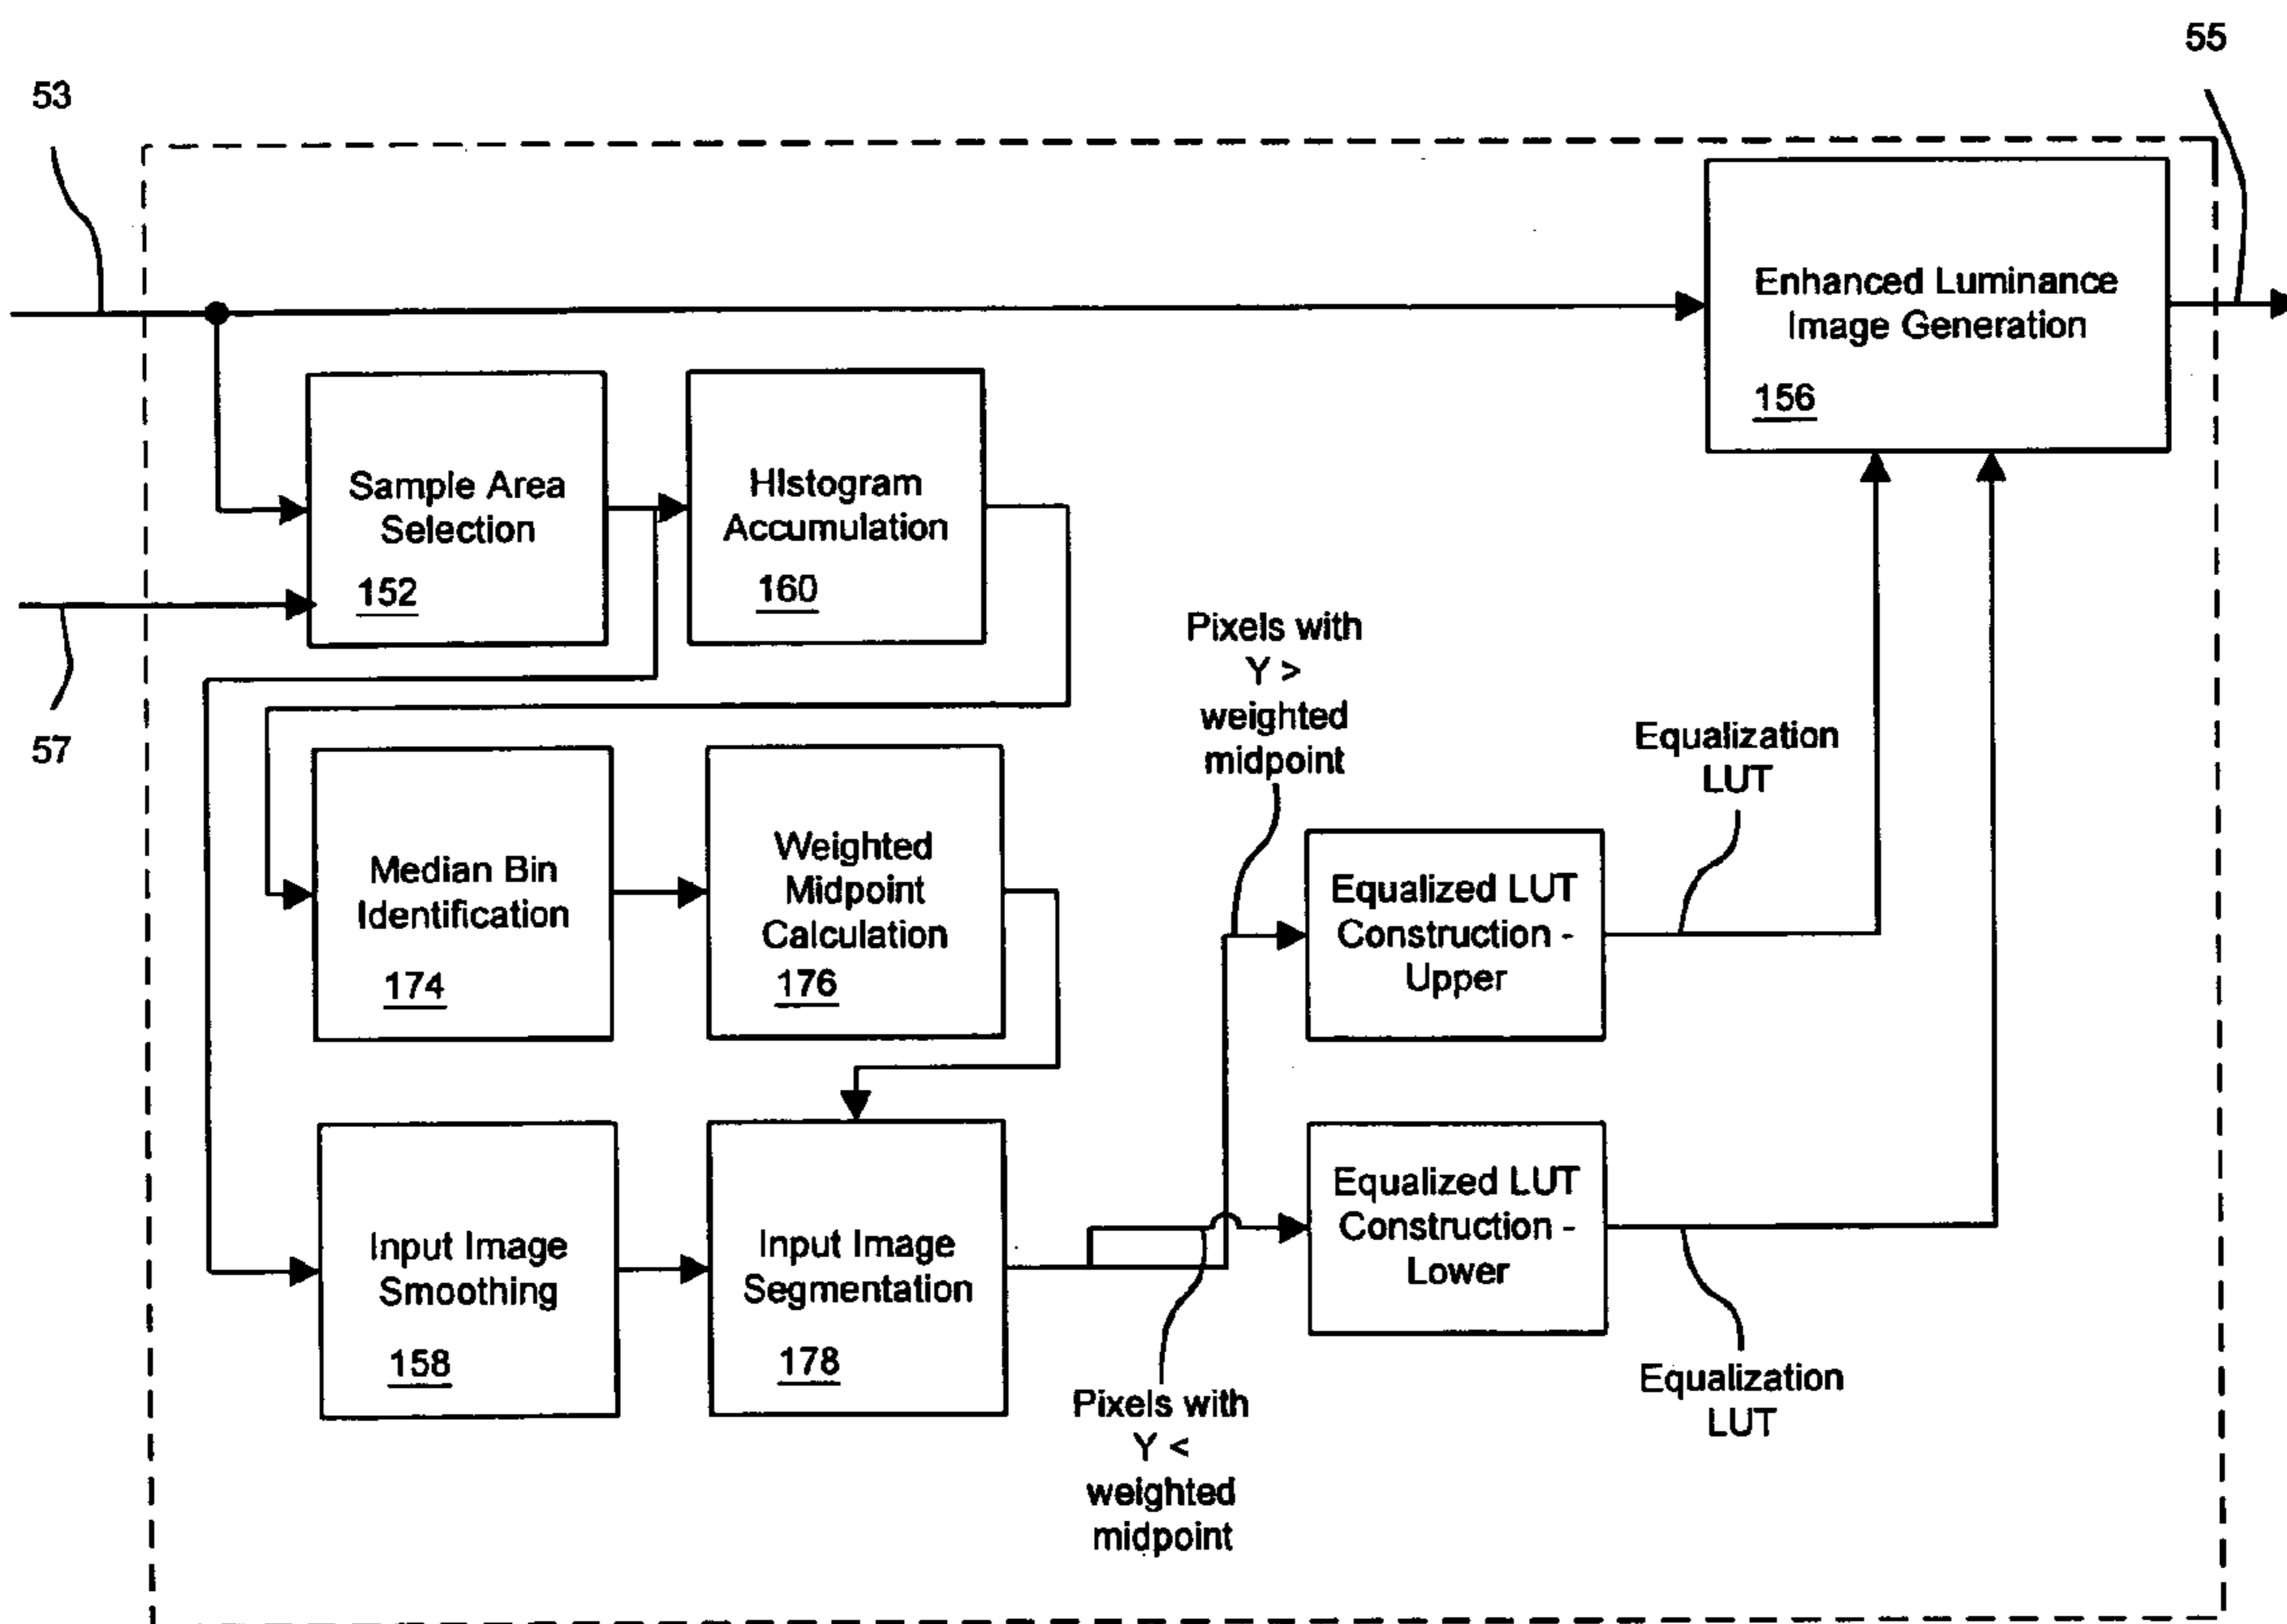 55
53
Enhanced Luminance
Image Generation
156
Sample Area
Selection
152
HIstogram
Accumulation
160
57
Pixels with
Y >
weighted
midpoint
Equalization
LUT
Median Bin
Identification
174
Weighted
Midpoint
Calculation
176
Equalized LUT
Construction -
Upper
Input Image
Smoothing
158
Input Image
Segmentation
178
Equalized LUT
Construction -
Lower
Pixels with
Y <
weighted
midpoint
Equalization
LUT